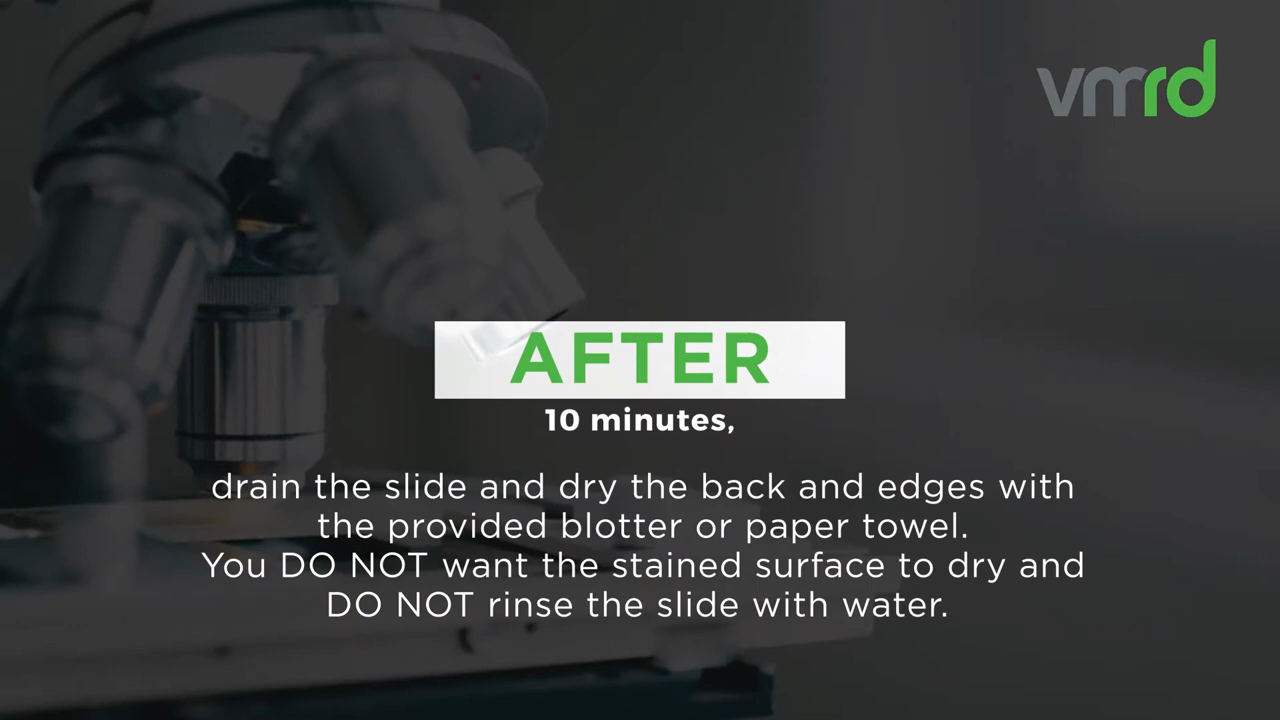 vmrd
AFTER
10 minutes,
drain the slide and dry the back and edges with
the provided blotter or paper towel.
You DO NOT want the stained surface to dry and
DO NOT rinse the slide with water.